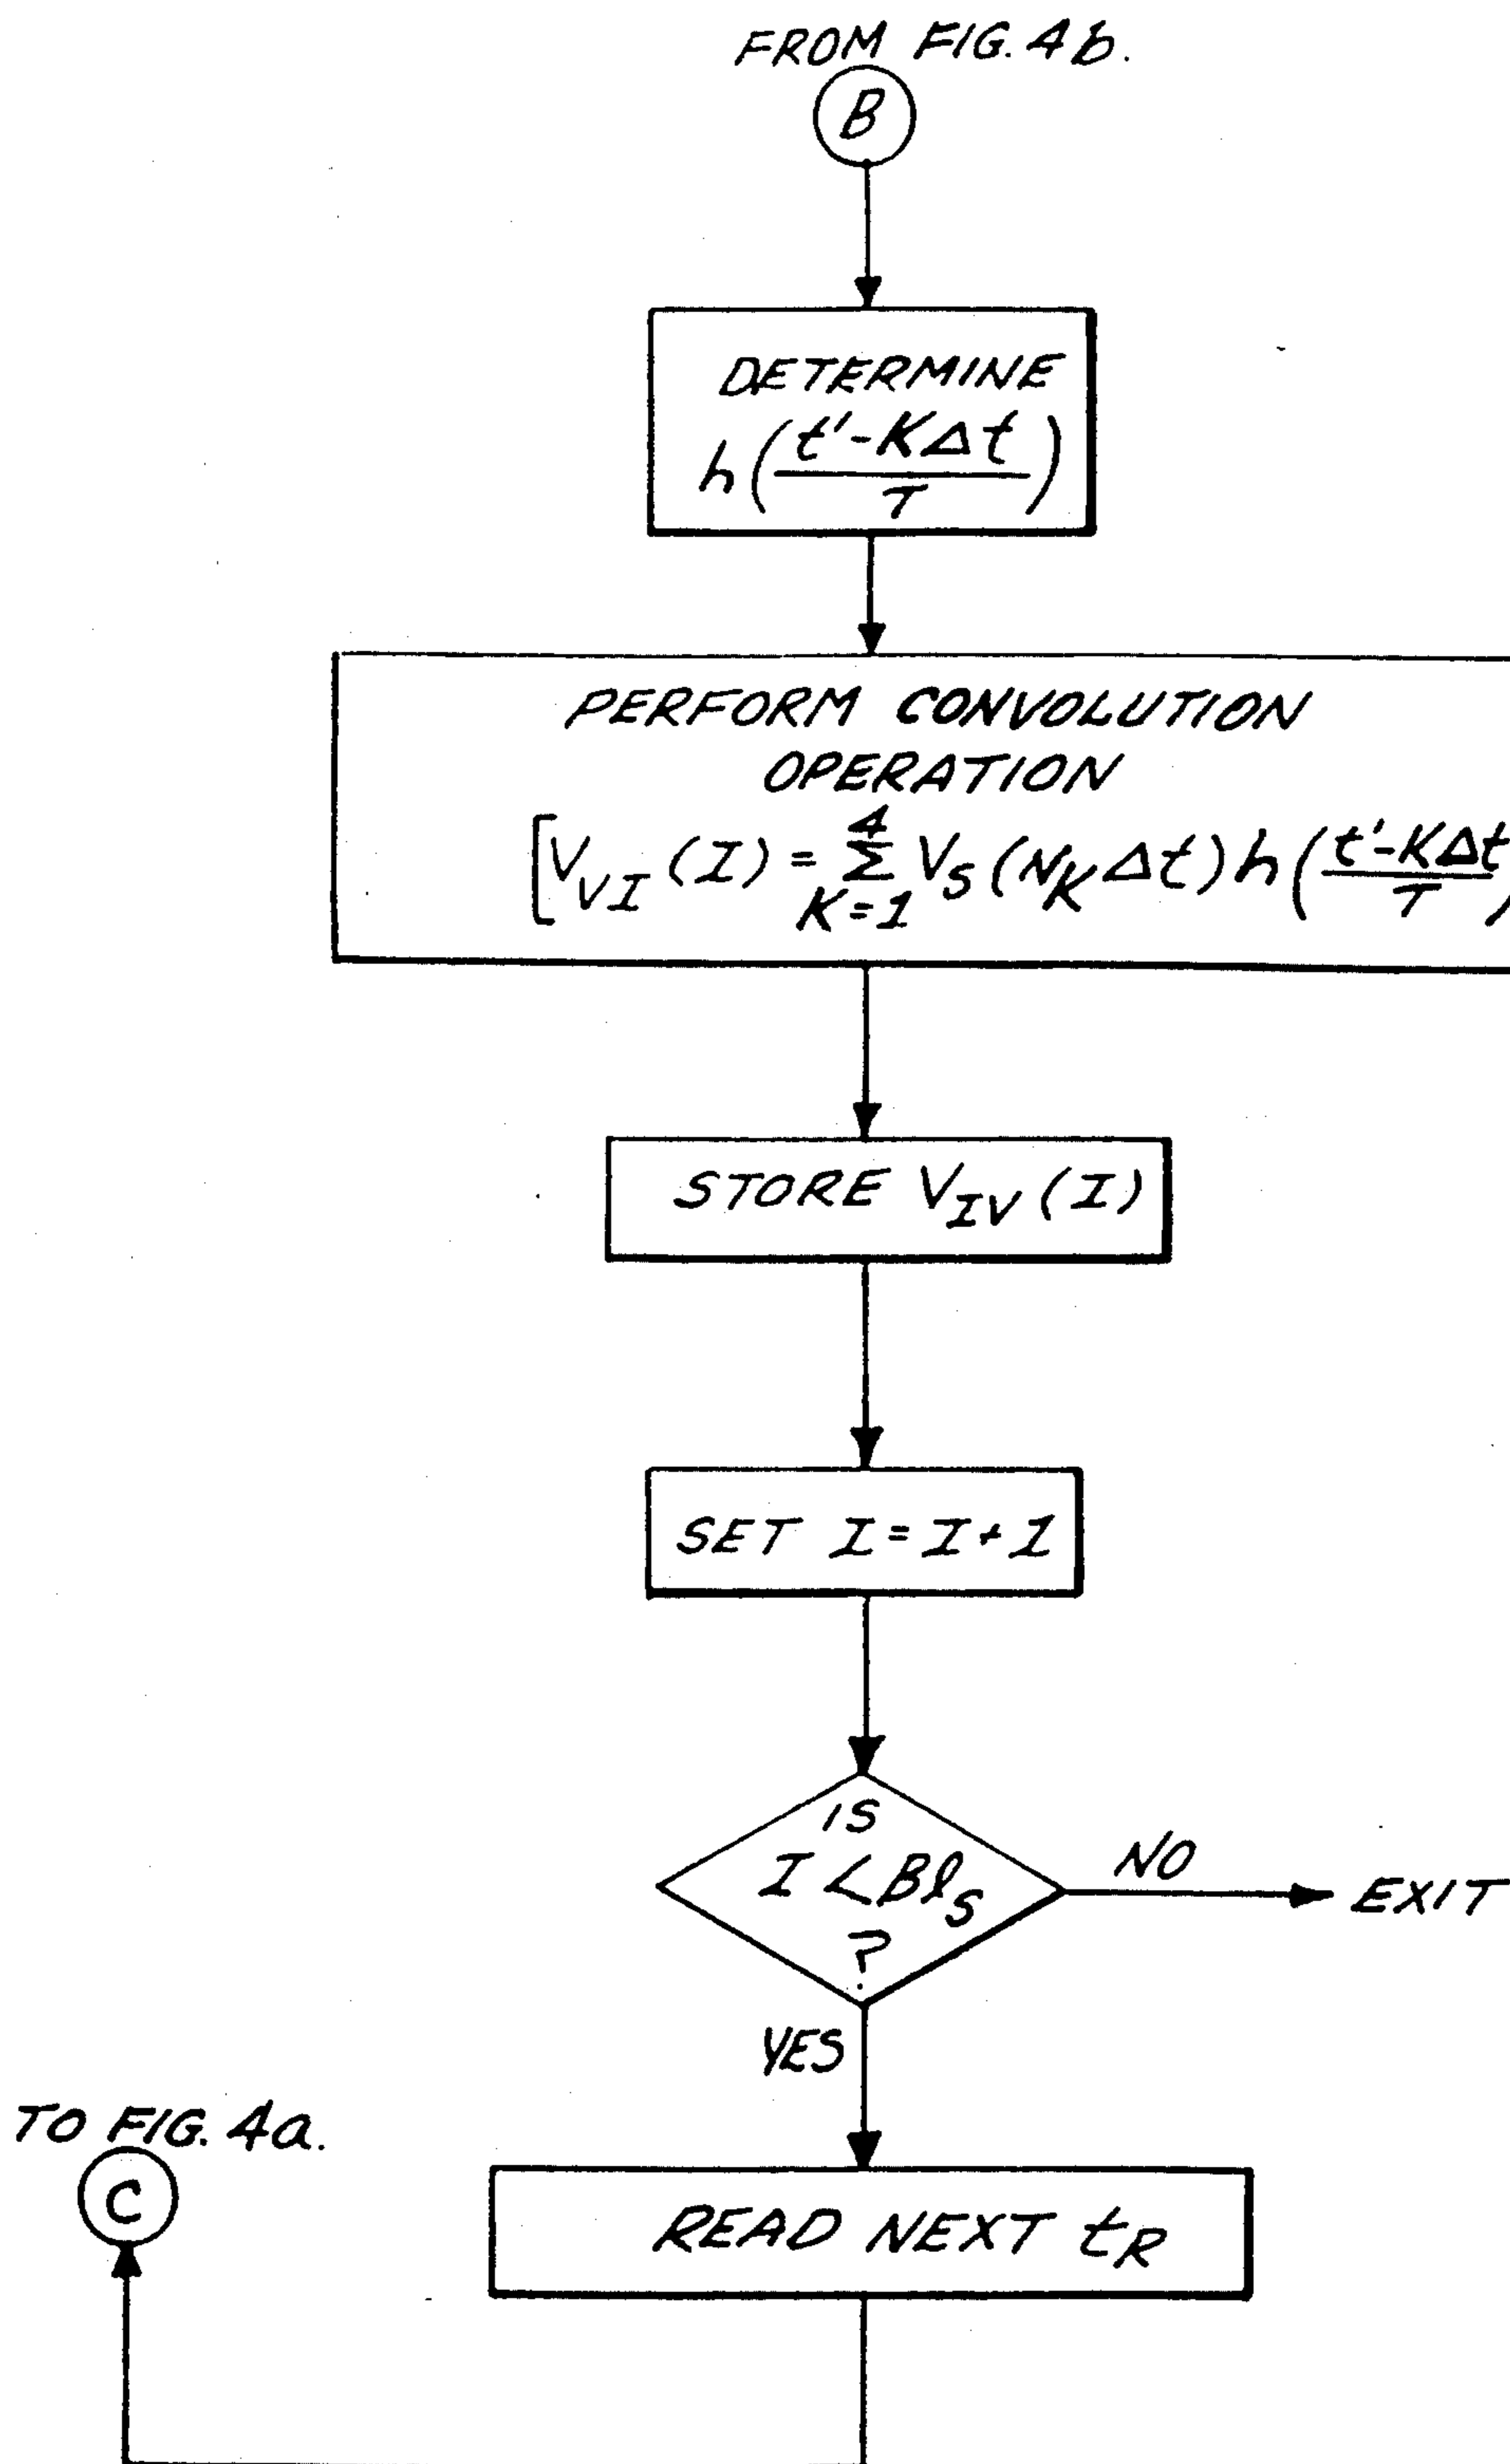 FROM FIG. 4b.
B
DETERMINE
h((t'-KΔt)/T)
PERFORM CONVOLUTION
OPERATION
[V_VI (I) = Σ_{K=1}^{4} V_S (N_K Δt) h((t'-KΔt)/T)
STORE V_IV (I)
SET I = I + 1
IS
I < Bl_S
?
NO
EXIT
YES
TO FIG. 4a.
C
READ NEXT t_R